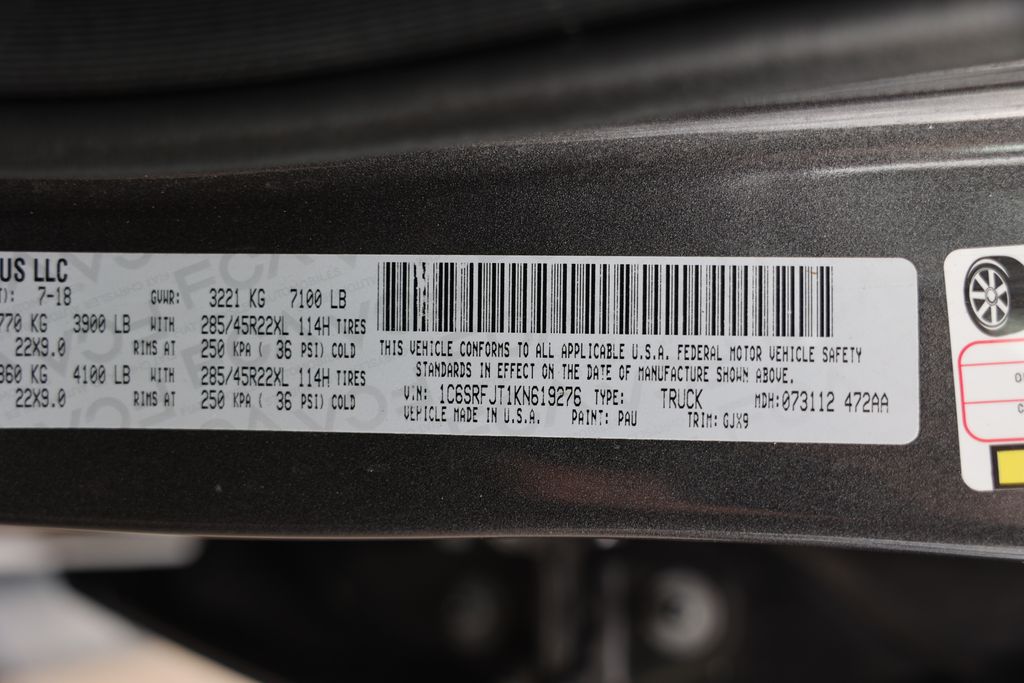 US LLC
T): 7-18 GVWR: 3221 KG 7100 LB
770 KG 3900 LB WITH 285/45R22XL 114H TIRES
22X9.0 RIMS AT 250 KPA ( 36 PSI) COLD
860 KG 4100 LB WITH 285/45R22XL 114H TIRES
22X9.0 RIMS AT 250 KPA ( 36 PSI) COLD
THIS VEHICLE CONFORMS TO ALL APPLICABLE U.S.A. FEDERAL MOTOR VEHICLE SAFETY
STANDARDS IN EFFECT ON THE DATE OF MANUFACTURE SHOWN ABOVE.
VIN: 1C6SRFJT1KN619276 TYPE: TRUCK MDH: 073112 472AA
VEHICLE MADE IN U.S.A. PAINT: PAU TRIM: GJX9